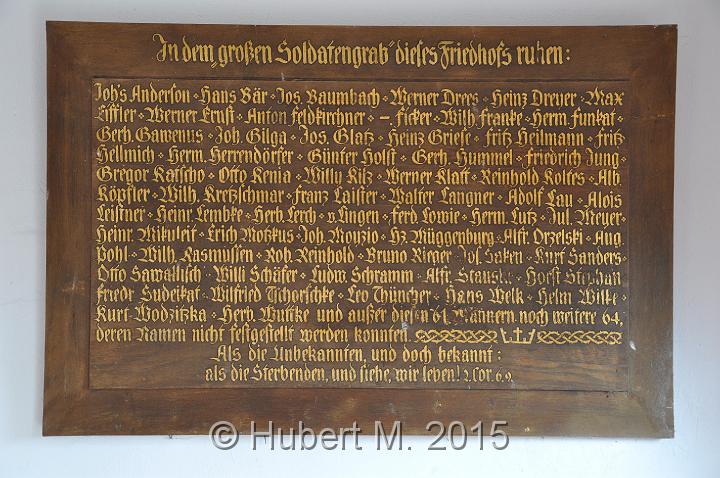 In dem „großen Soldatengrab" dieses Friedhofs ruhen:
Joh's Anderson · Hans Bär · Jos. Baumbach · Werner Drees · Heinz Dreyer · Max
Eiffler · Werner Ernst · Anton Feldkirchner · –. Ficker · Wilh. Franke · Herm. Funkat ·
Gerh. Gawenus · Joh. Gilga · Jos. Glatz · Heinz Griese · Fritz Heilmann · Fritz
Hellmich · Herm. Herrendörfer · Günter Holst · Gerh. Hummel · Friedrich Jung ·
Gregor Katscho · Otto Kenia · Willy Kilz · Werner Klatt · Reinhold Koltes · Alb.
Köpfler · Wilh. Kretzschmar · Franz Laister · Walter Langner · Adolf Lau · Alois
Leistner · Heinr. Lembke · Herb. Lerch · v. Lingen · Ferd. Lowie · Herm. Lutz · Jul. Meyer ·
Heinr. Mikuleit · Erich Motzkus · Joh. Moyzio · Hz. Müggenburg · Alfr. Orzelski · Aug.
Pohl · Wilh. Rasmussen · Rob. Reinhold · Bruno Rieger · Jos. Saken · Kurt Sanders ·
Otto Sawallisch · Willi Schäfer · Ludw. Schramm · Alfr. · Horst Stephan
Friedr. Sudeikat · Wilfried Tschorschke · Leo Thüncher · Hans Welk · Helm. Wilke ·
Kurt Wodzitzka · Herb. Wuttke und außer diesen 61 Männern noch weitere 64,
deren Namen nicht festgestellt werden konnten.
Als die Unbekannten, und doch bekannt:
als die Sterbenden, und siehe, wir leben! 2. Cor. 6.9.
© Hubert M. 2015